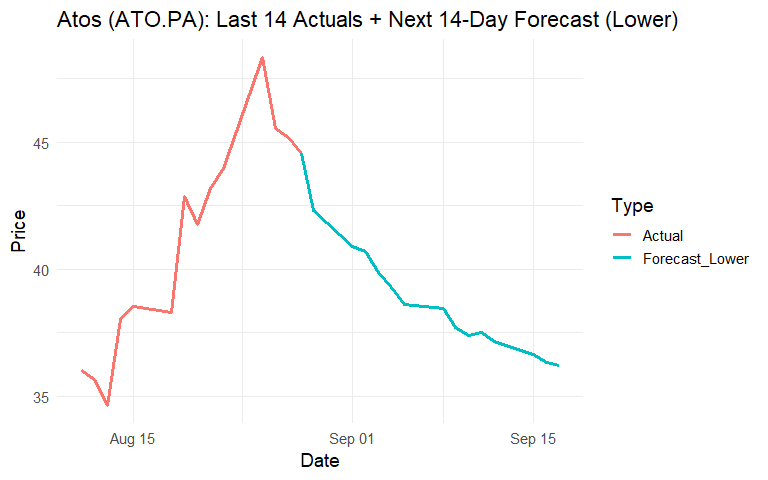 Atos (ATO.PA): Last 14 Actuals + Next 14-Day Forecast (Lower)
Price
45
40
35
Aug 15
Sep 01
Sep 15
Date
Type
Actual
Forecast_Lower